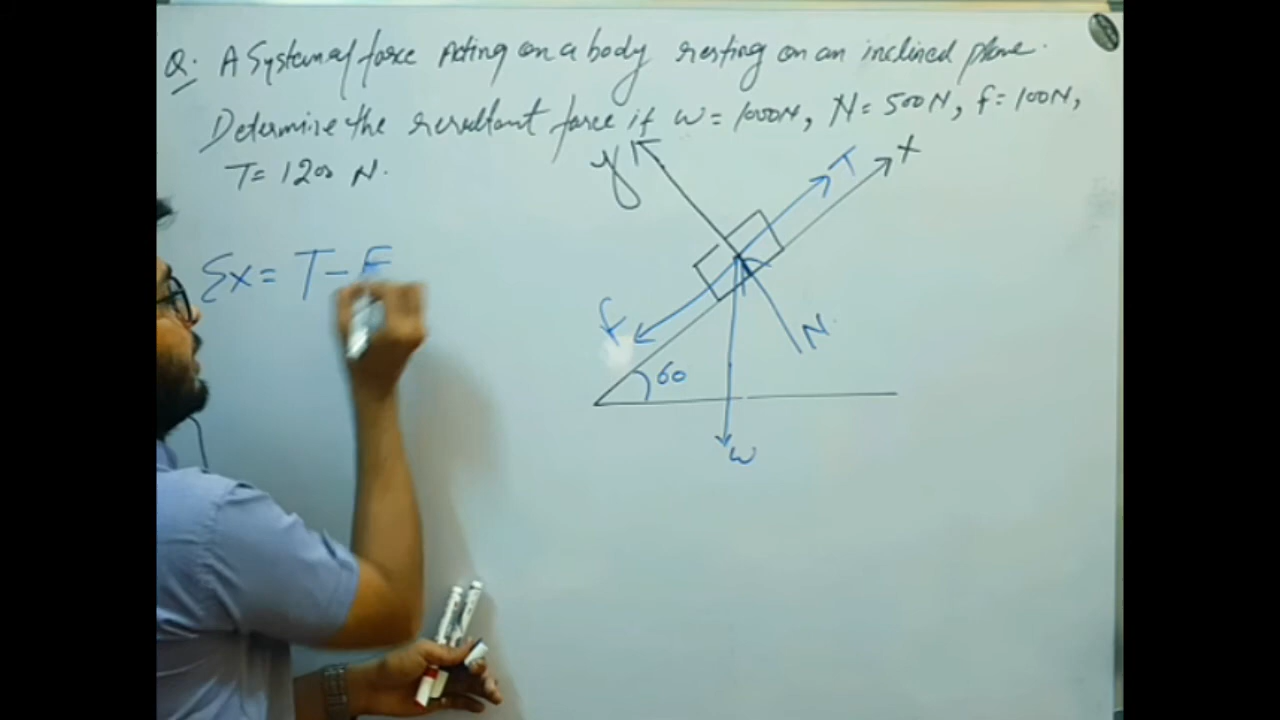 Q. A System of force Acting on a body resting on an inclined plane.
Determine the resultant force if W = 1000N, N = 500N, f = 100N,
T = 1200 N.
y
T
x
Σx = T - F
f
N
60
W